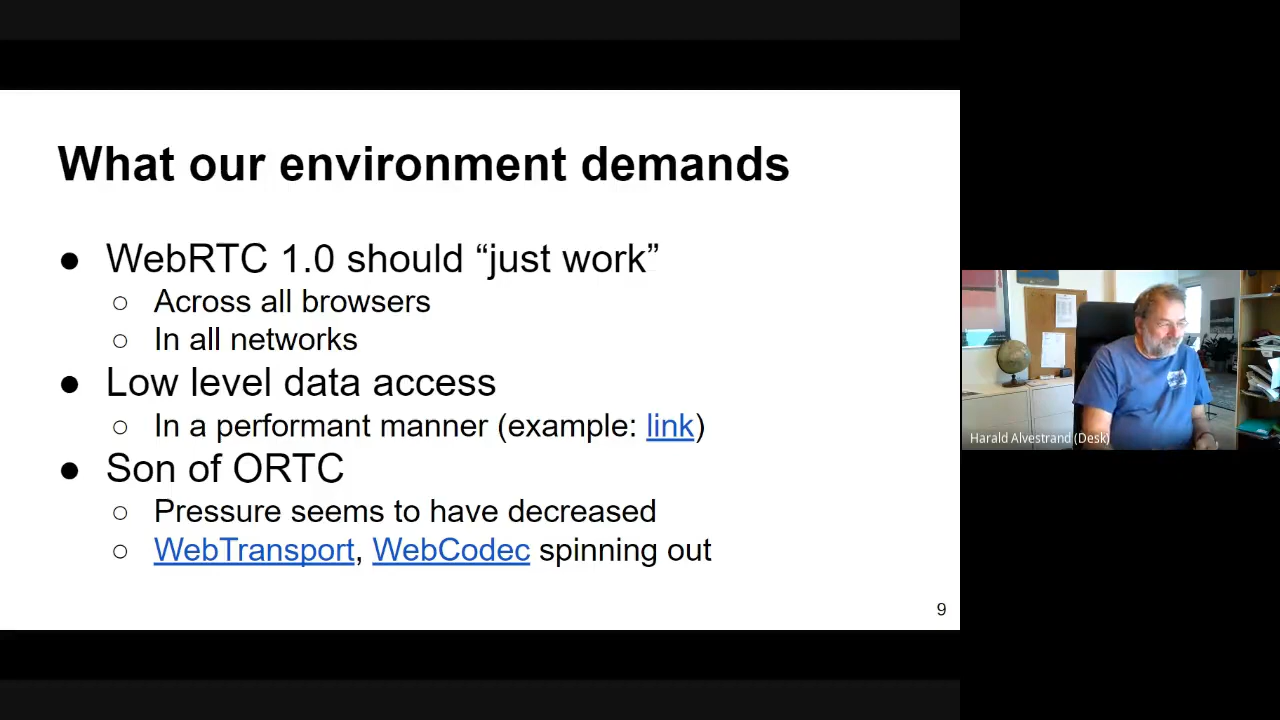 What our environment demands
● WebRTC 1.0 should “just work”
○ Across all browsers
○ In all networks
● Low level data access
○ In a performant manner (example: link)
● Son of ORTC
○ Pressure seems to have decreased
○ WebTransport, WebCodec spinning out
9
Harald Alvestrand (Desk)